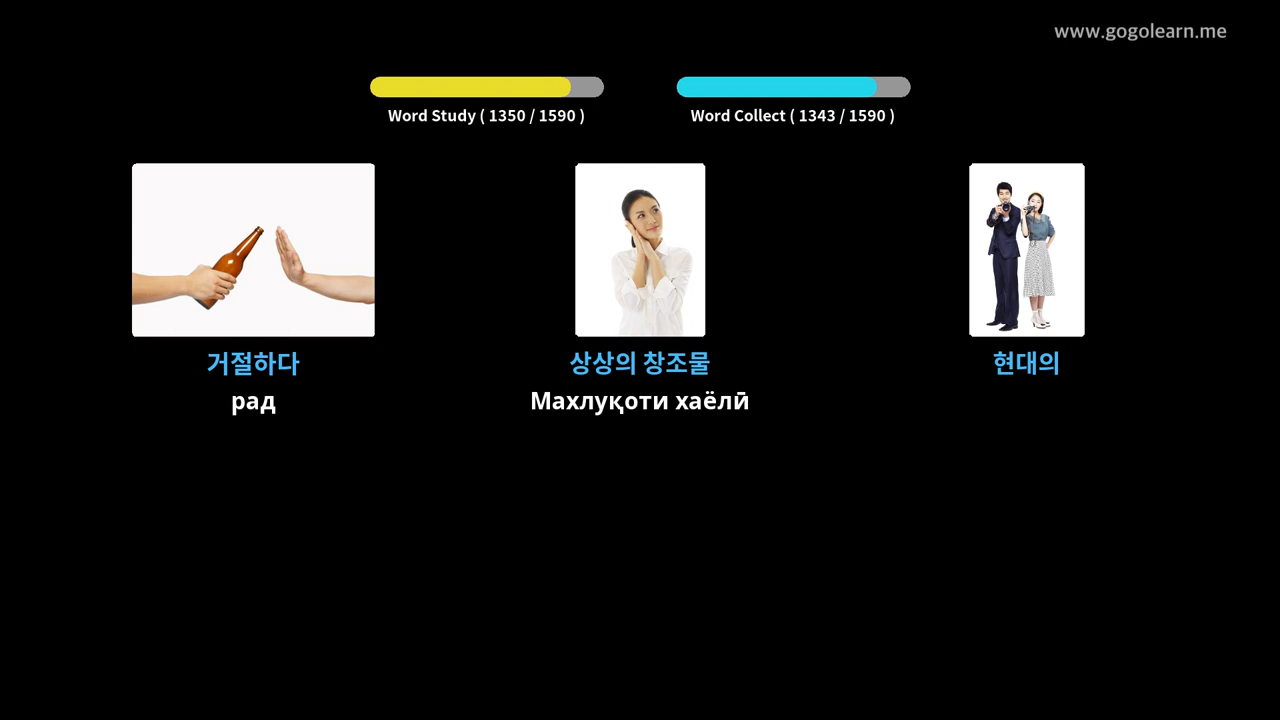 www.gogolearn.me
Word Study ( 1350 / 1590 )
Word Collect ( 1343 / 1590 )
거절하다
рад
상상의 창조물
Махлуқоти хаёлӣ
현대의